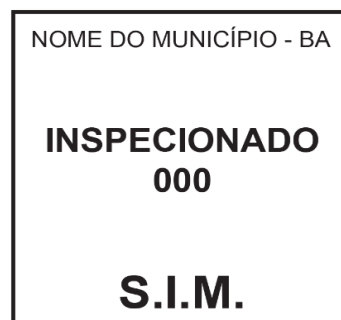 NOME DO MUNICÍPIO - BA
INSPECIONADO
000
S.I.M.